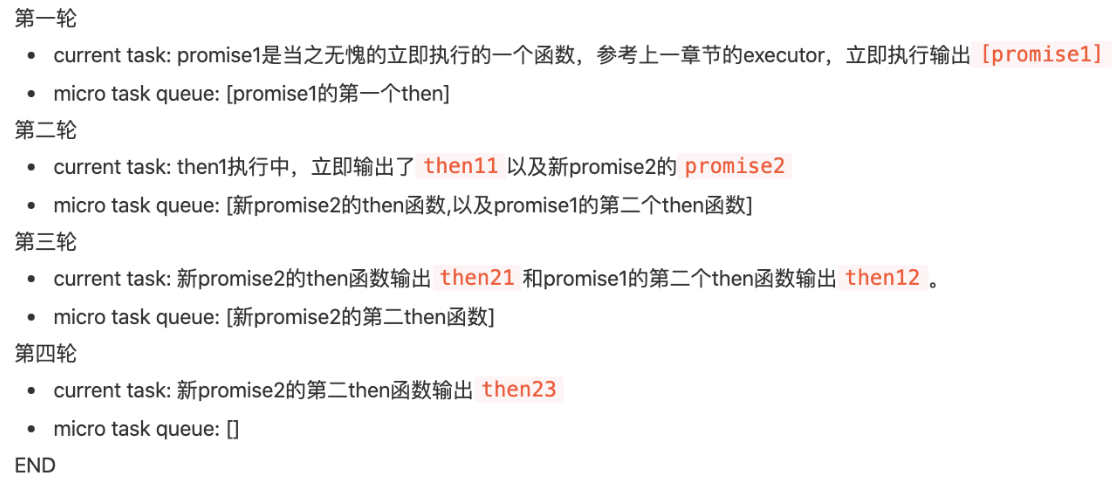 第一轮
• current task: promise1是当之无愧的立即执行的一个函数，参考上一章节的executor，立即执行输出 [promise1]
• micro task queue: [promise1的第一个then]
第二轮
• current task: then1执行中，立即输出了 then11 以及新promise2的 promise2
• micro task queue: [新promise2的then函数,以及promise1的第二个then函数]
第三轮
• current task: 新promise2的then函数输出 then21 和promise1的第二个then函数输出 then12 。
• micro task queue: [新promise2的第二then函数]
第四轮
• current task: 新promise2的第二then函数输出 then23
• micro task queue: []
END